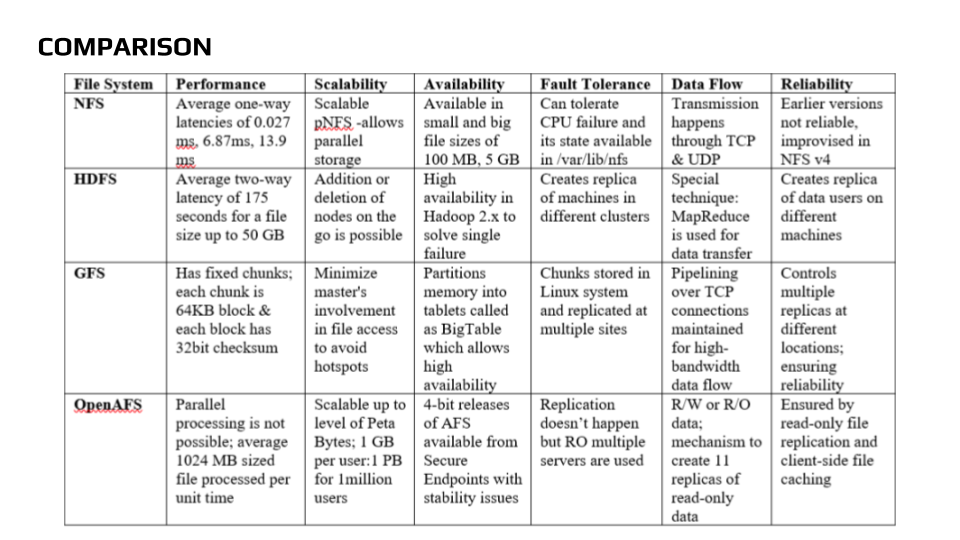 COMPARISON
File System Performance Scalability Availability Fault Tolerance Data Flow Reliability
NFS
Average one-way
latencies of 0.027
ms, 6.87ms, 13.9
ms
Scalable
pNFS -allows
parallel
storage
Available in
small and big
file sizes of
100 MB, 5 GB
Can tolerate
CPU failure and
its state available
in /var/lib/nfs
Transmission
happens
through TCP
& UDP
Earlier versions
not reliable,
improvised in
NFS v4
HDFS
Average two-way
latency of 175
seconds for a file
size up to 50 GB
Addition or
deletion of
nodes on the
go is possible
High
availability in
Hadoop 2.x to
solve single
failure
Creates replica
of machines in
different clusters
Special
technique:
MapReduce
is used for
data transfer
Creates replica
of data users on
different
machines
GFS
Has fixed chunks;
each chunk is
64KB block &
each block has
32bit checksum
Minimize
master's
involvement
in file access
to avoid
hotspots
Partitions
memory into
tablets called
as BigTable
which allows
high
availability
Chunks stored in
Linux system
and replicated at
multiple sites
Pipelining
over TCP
connections
maintained
for high-
bandwidth
data flow
Controls
multiple
replicas at
different
locations;
ensuring
reliability
OpenAFS
Parallel
processing is not
possible; average
1024 MB sized
file processed per
unit time
Scalable up to
level of Peta
Bytes; 1 GB
per user:1 PB
for 1million
users
4-bit releases
of AFS
available from
Secure
Endpoints with
stability issues
Replication
doesn't happen
but RO multiple
servers are used
R/W or R/O
data;
mechanism to
create 11
replicas of
read-only
data
Ensured by
read-only file
replication and
client-side file
caching